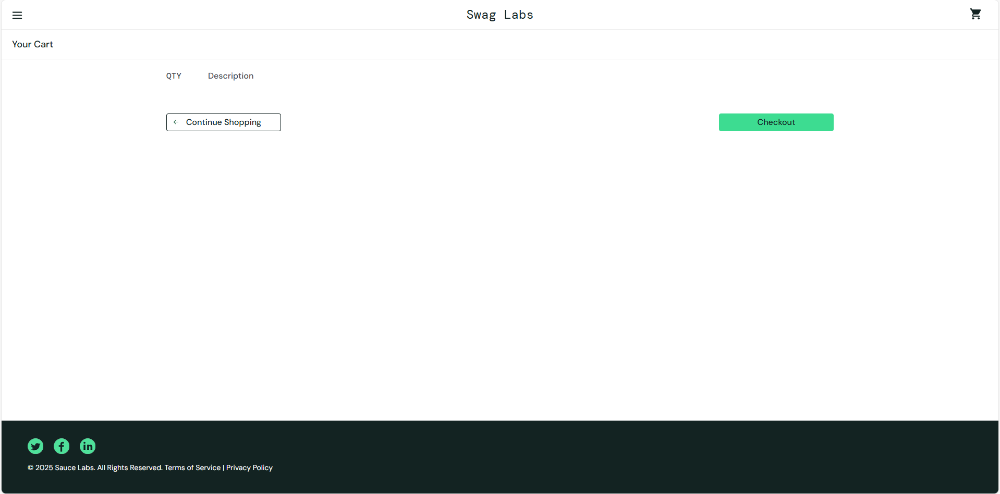 Swag Labs
Your Cart
QTY Description
Continue Shopping Checkout
© 2025 Sauce Labs. All Rights Reserved. Terms of Service | Privacy Policy